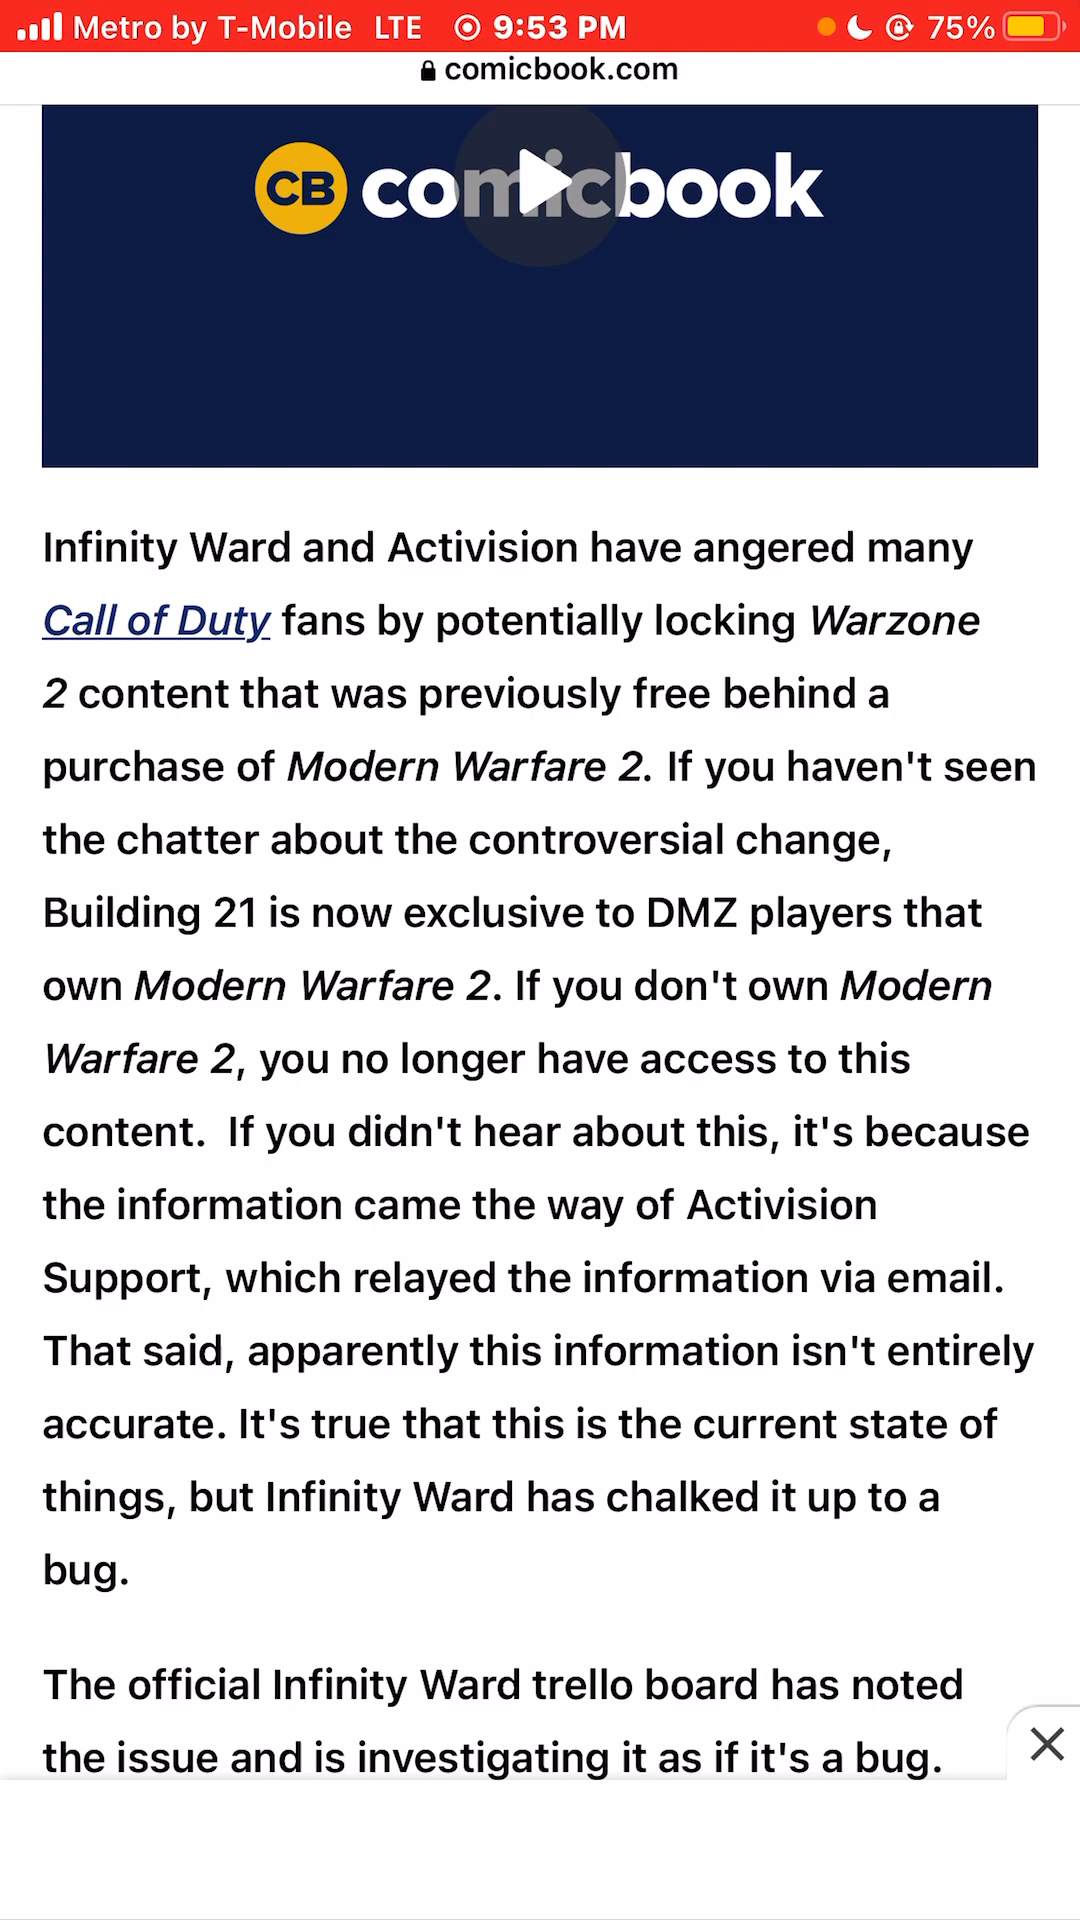 Metro by T-Mobile LTE 9:53 PM 75%
comicbook.com
CB comicbook
Infinity Ward and Activision have angered many
Call of Duty fans by potentially locking Warzone
2 content that was previously free behind a
purchase of Modern Warfare 2. If you haven't seen
the chatter about the controversial change,
Building 21 is now exclusive to DMZ players that
own Modern Warfare 2. If you don't own Modern
Warfare 2, you no longer have access to this
content.  If you didn't hear about this, it's because
the information came the way of Activision
Support, which relayed the information via email.
That said, apparently this information isn't entirely
accurate. It's true that this is the current state of
things, but Infinity Ward has chalked it up to a
bug.
The official Infinity Ward trello board has noted
the issue and is investigating it as if it's a bug.